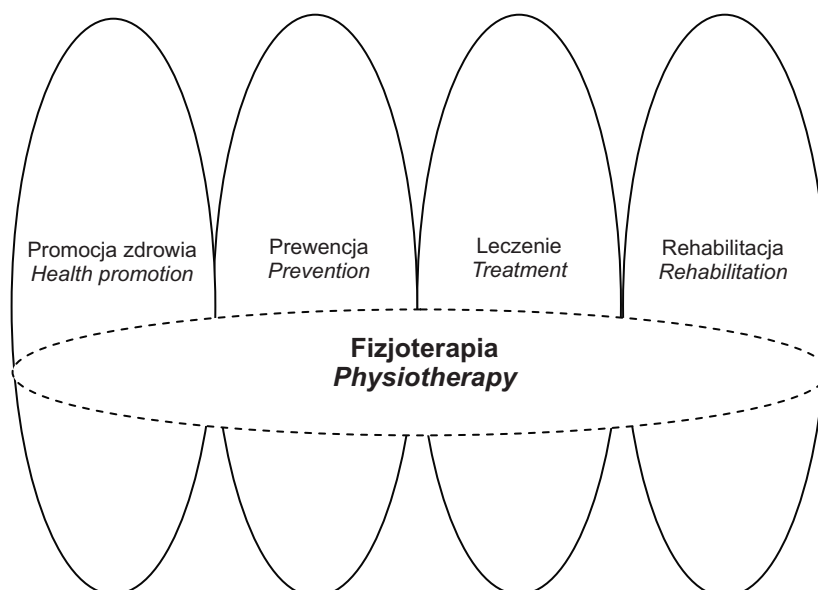 Promocja zdrowia
Health promotion
Prewencja
Prevention
Leczenie
Treatment
Rehabilitacja
Rehabilitation
Fizjoterapia
Physiotherapy